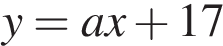 y = ax + 17